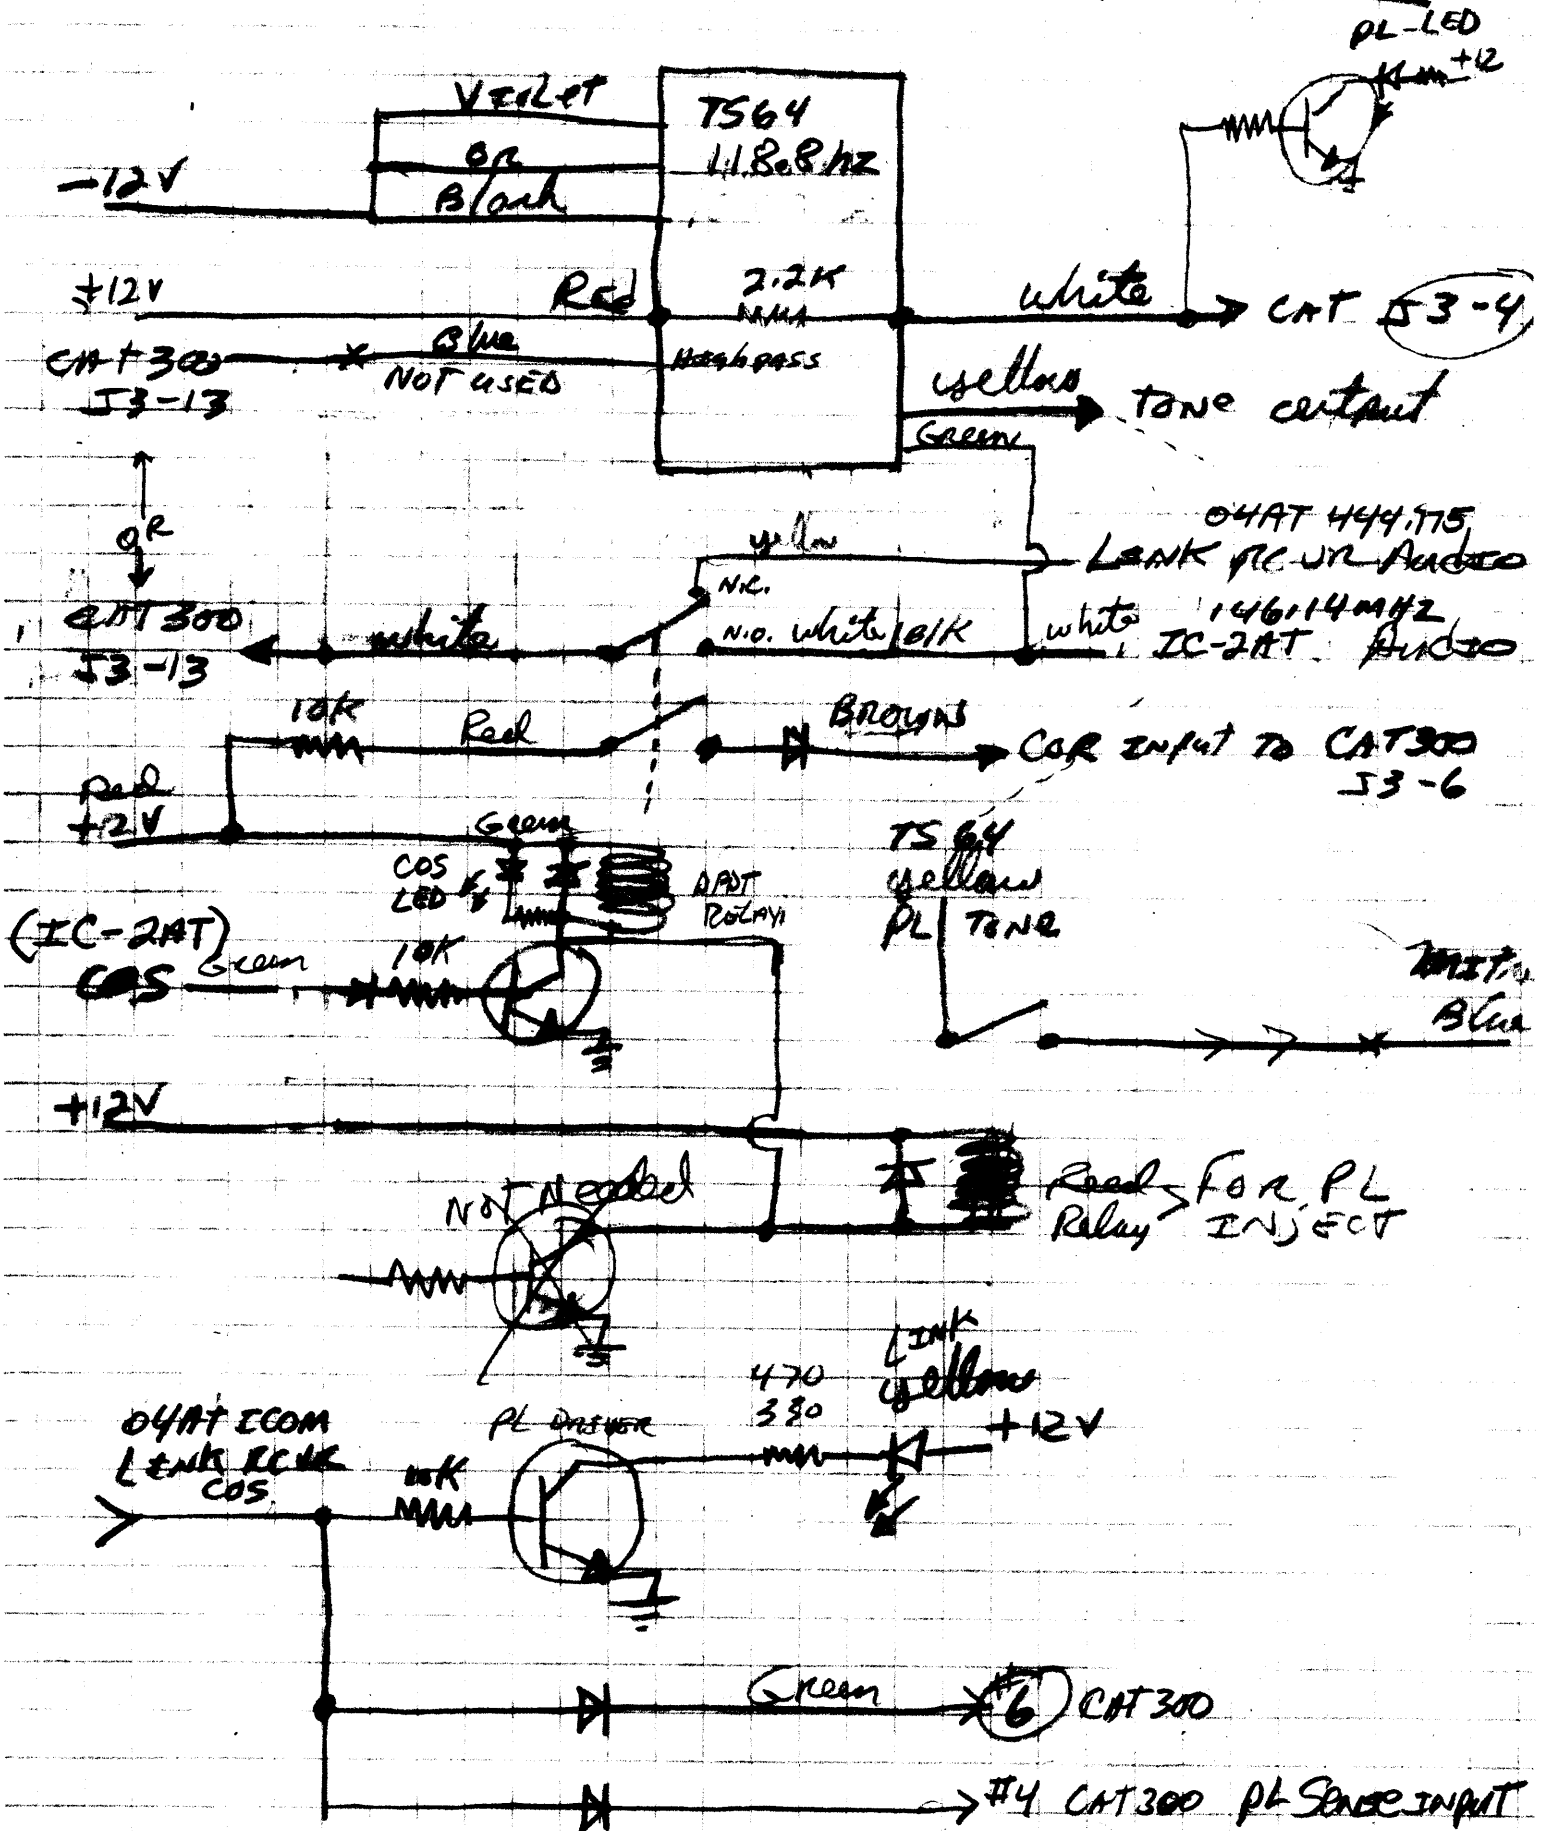 PL-LED
+12
Violet
TS64
118.8hz
OR
-12V
Black
+12V
Red
2.2K
white
CAT J3-4
CAT300
Blue
Highpass
J3-13
NOT USED
yellow
TONE output
Green
OR
04AT 444.775
yellow
LINK RCVR AUDIO
N.C.
CAT300
white
N.O. white/B/K
white
146.14MHZ
J3-13
IC-2AT AUDIO
10K
Red
BROWN
COR INPUT TO CAT300
J3-6
Red
+12V
Green
TS64
COS
LED
yellow
DPDT
RELAY
PL TONE
(IC-2AT)
COS
Green
10K
Blue
+12V
NOT Needed
Reed
Relay
FOR PL
INJECT
LINK
yellow
470
330
+12V
04AT ICOM
LINK RCVR
COS
PL DRIVER
10K
Green
#6
CAT300
#4 CAT300 PL Sense INPUT